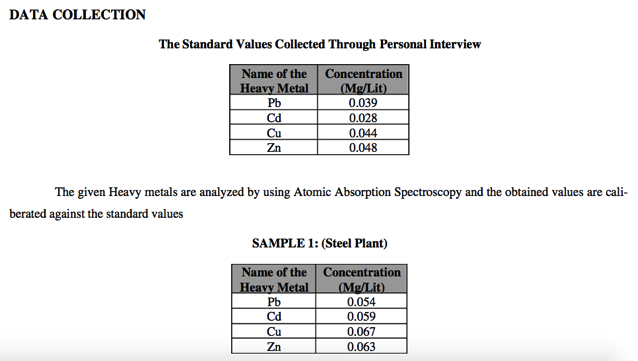 DATA COLLECTION
The Standard Values Collected Through Personal Interview
Name of the Concentration
Heavy Metal (Mg/Lit)
Pb 0.039
Cd 0.028
Cu 0.044
Zn 0.048
The given Heavy metals are analyzed by using Atomic Absorption Spectroscopy and the obtained values are cali-
berated against the standard values
SAMPLE 1: (Steel Plant)
Name of the Concentration
Heavy Metal (Mg/Lit)
Pb 0.054
Cd 0.059
Cu 0.067
Zn 0.063